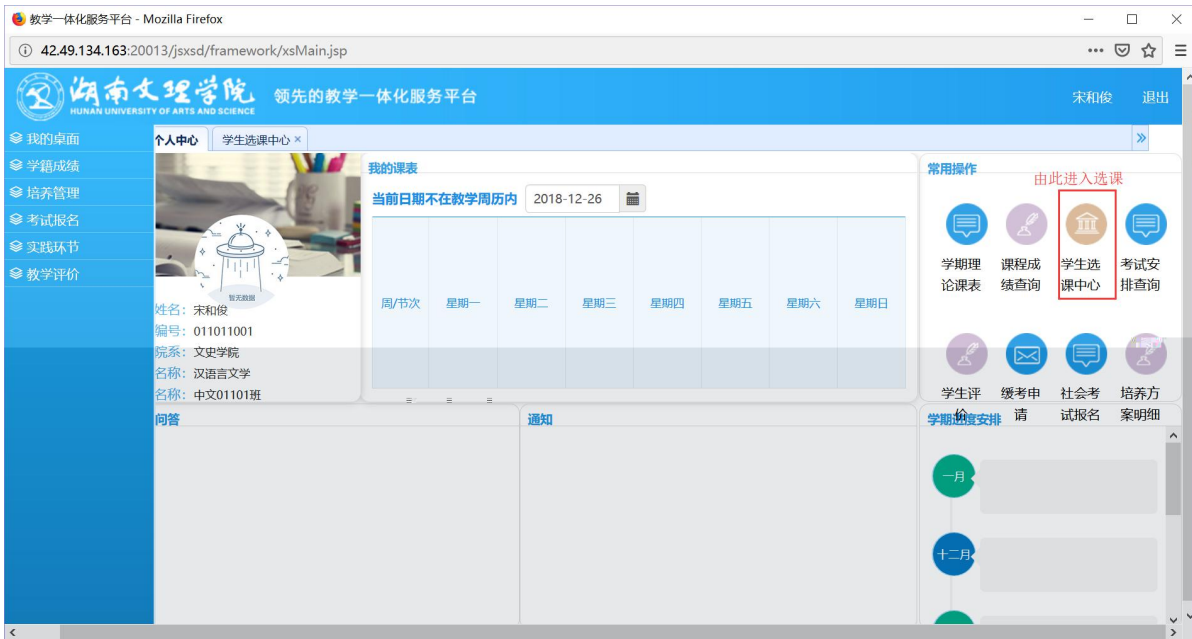 教学一体化服务平台 - Mozilla Firefox
42.49.134.163:20013/jsxsd/framework/xsMain.jsp
湖南文理学院
HUNAN UNIVERSITY OF ARTS AND SCIENCE
领先的教学一体化服务平台
宋和俊 退出
我的桌面
学籍成绩
培养管理
考试报名
实践环节
教学评价
个人中心 学生选课中心 ×
暂无数据
姓名：宋和俊
编号：011011001
院系：文史学院
名称：汉语言文学
名称：中文01101班
我的课表
当前日期不在教学周历内 2018-12-26
周/节次 星期一 星期二 星期三 星期四 星期五 星期六 星期日
常用操作
由此进入选课
学期理论课表
课程成绩查询
学生选课中心
考试安排查询
学生评价
缓考申请
社会考试报名
培养方案明细
问答
通知
学期进度安排
一月
十二月